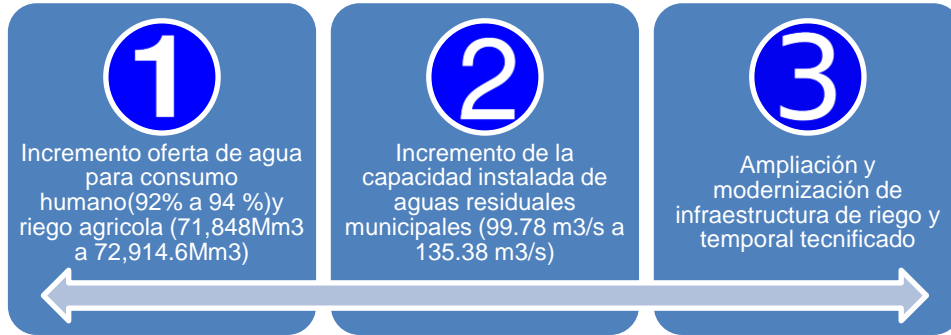 1
Incremento oferta de agua
para consumo
humano(92% a 94 %)y
riego agricola (71,848Mm3
a 72,914.6Mm3)
2
Incremento de la
capacidad instalada de
aguas residuales
municipales (99.78 m3/s a
135.38 m3/s)
3
Ampliación y
modernización de
infraestructura de riego y
temporal tecnificado